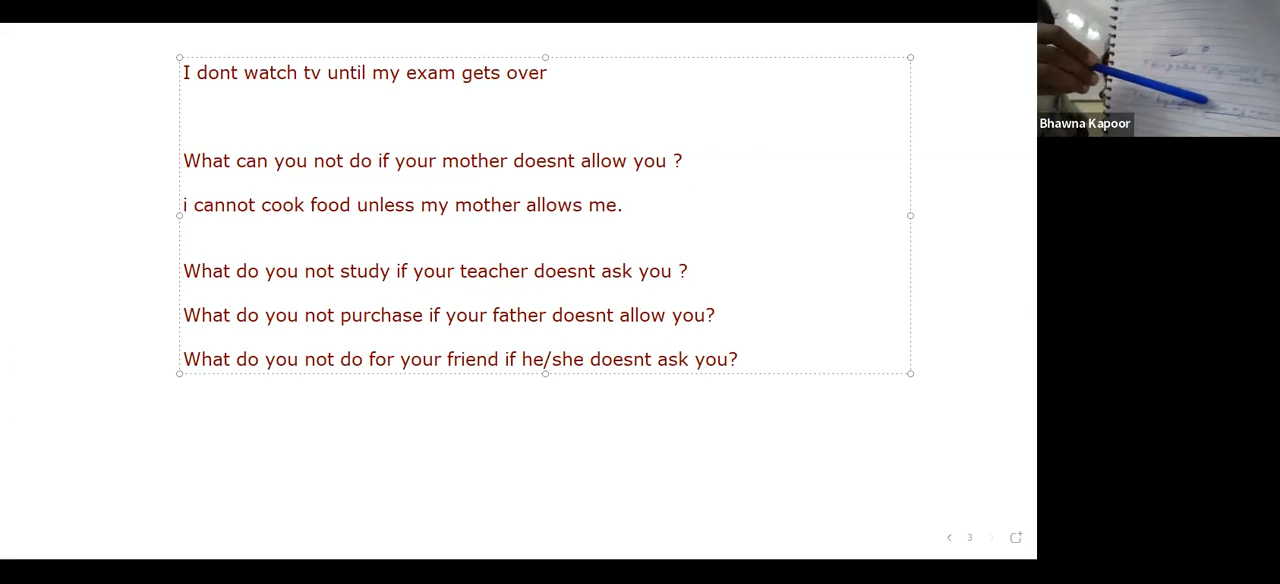 I dont watch tv until my exam gets over
What can you not do if your mother doesnt allow you ?
i cannot cook food unless my mother allows me.
What do you not study if your teacher doesnt ask you ?
What do you not purchase if your father doesnt allow you?
What do you not do for your friend if he/she doesnt ask you?
3
Bhawna Kapoor